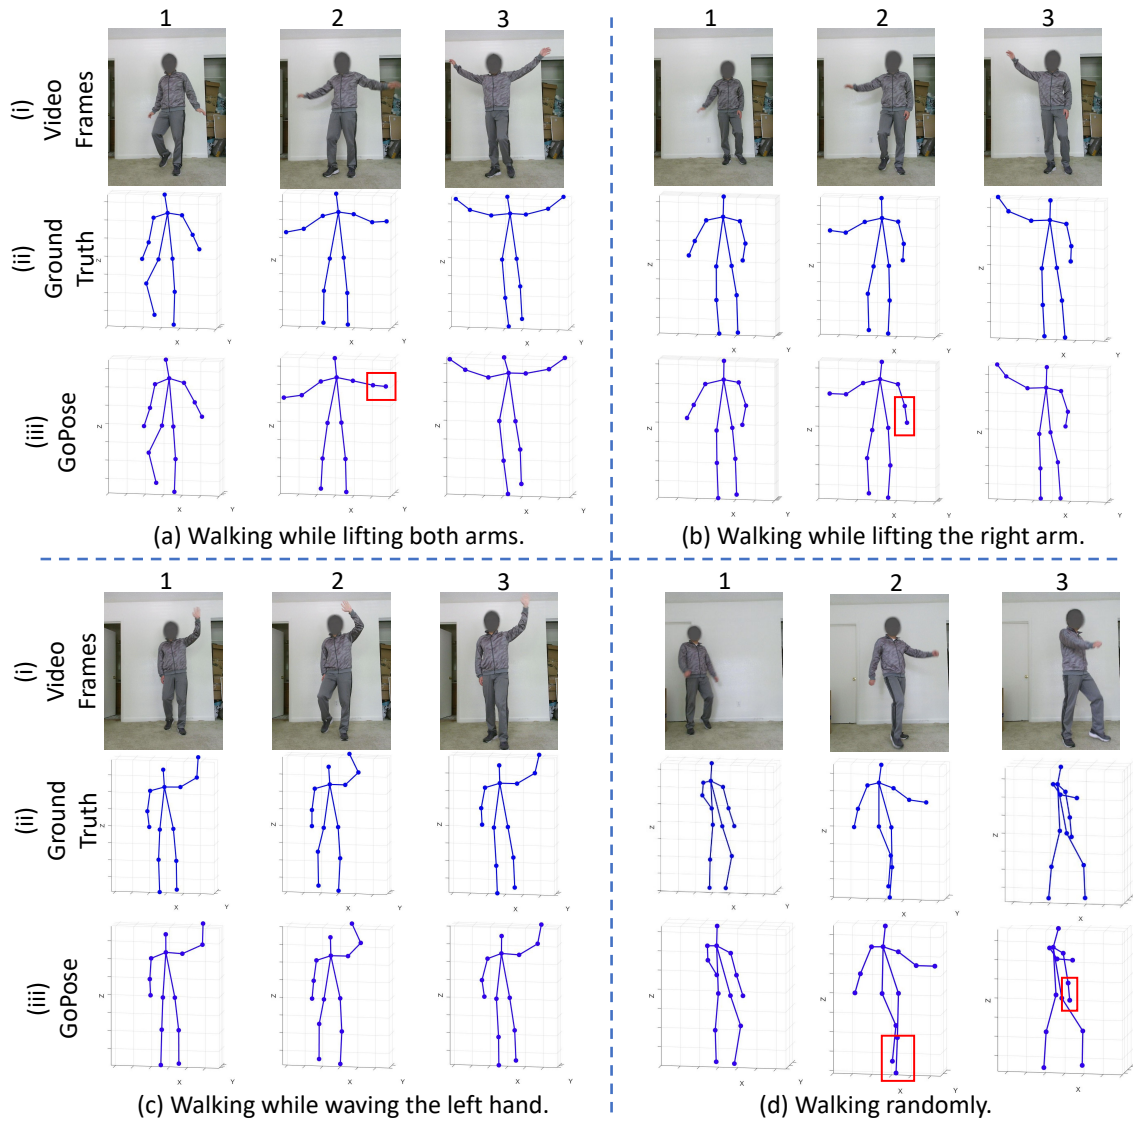 1 2 3
(i)
Video
Frames
(ii)
Ground
Truth
Z
X Y
Z
X Y
(iii)
GoPose
Z
X Y
Z
X Y
(a) Walking while lifting both arms.
1 2 3
(b) Walking while lifting the right arm.
1 2 3
(i)
Video
Frames
(ii)
Ground
Truth
Z
X Y
Z
X
(iii)
GoPose
Z
X Y
Z
X
(c) Walking while waving the left hand.
1 2 3
(d) Walking randomly.